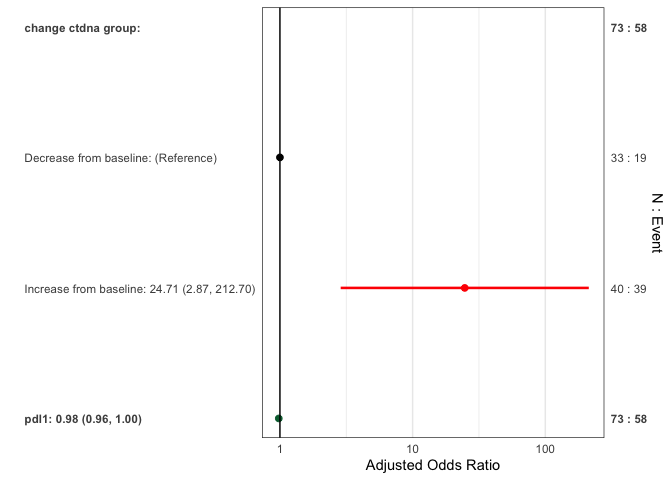 change ctdna group:
73 : 58
Decrease from baseline: (Reference)
33 : 19
Increase from baseline: 24.71 (2.87, 212.70)
40 : 39
pdl1: 0.98 (0.96, 1.00)
73 : 58
N : Event
1
10
100
Adjusted Odds Ratio